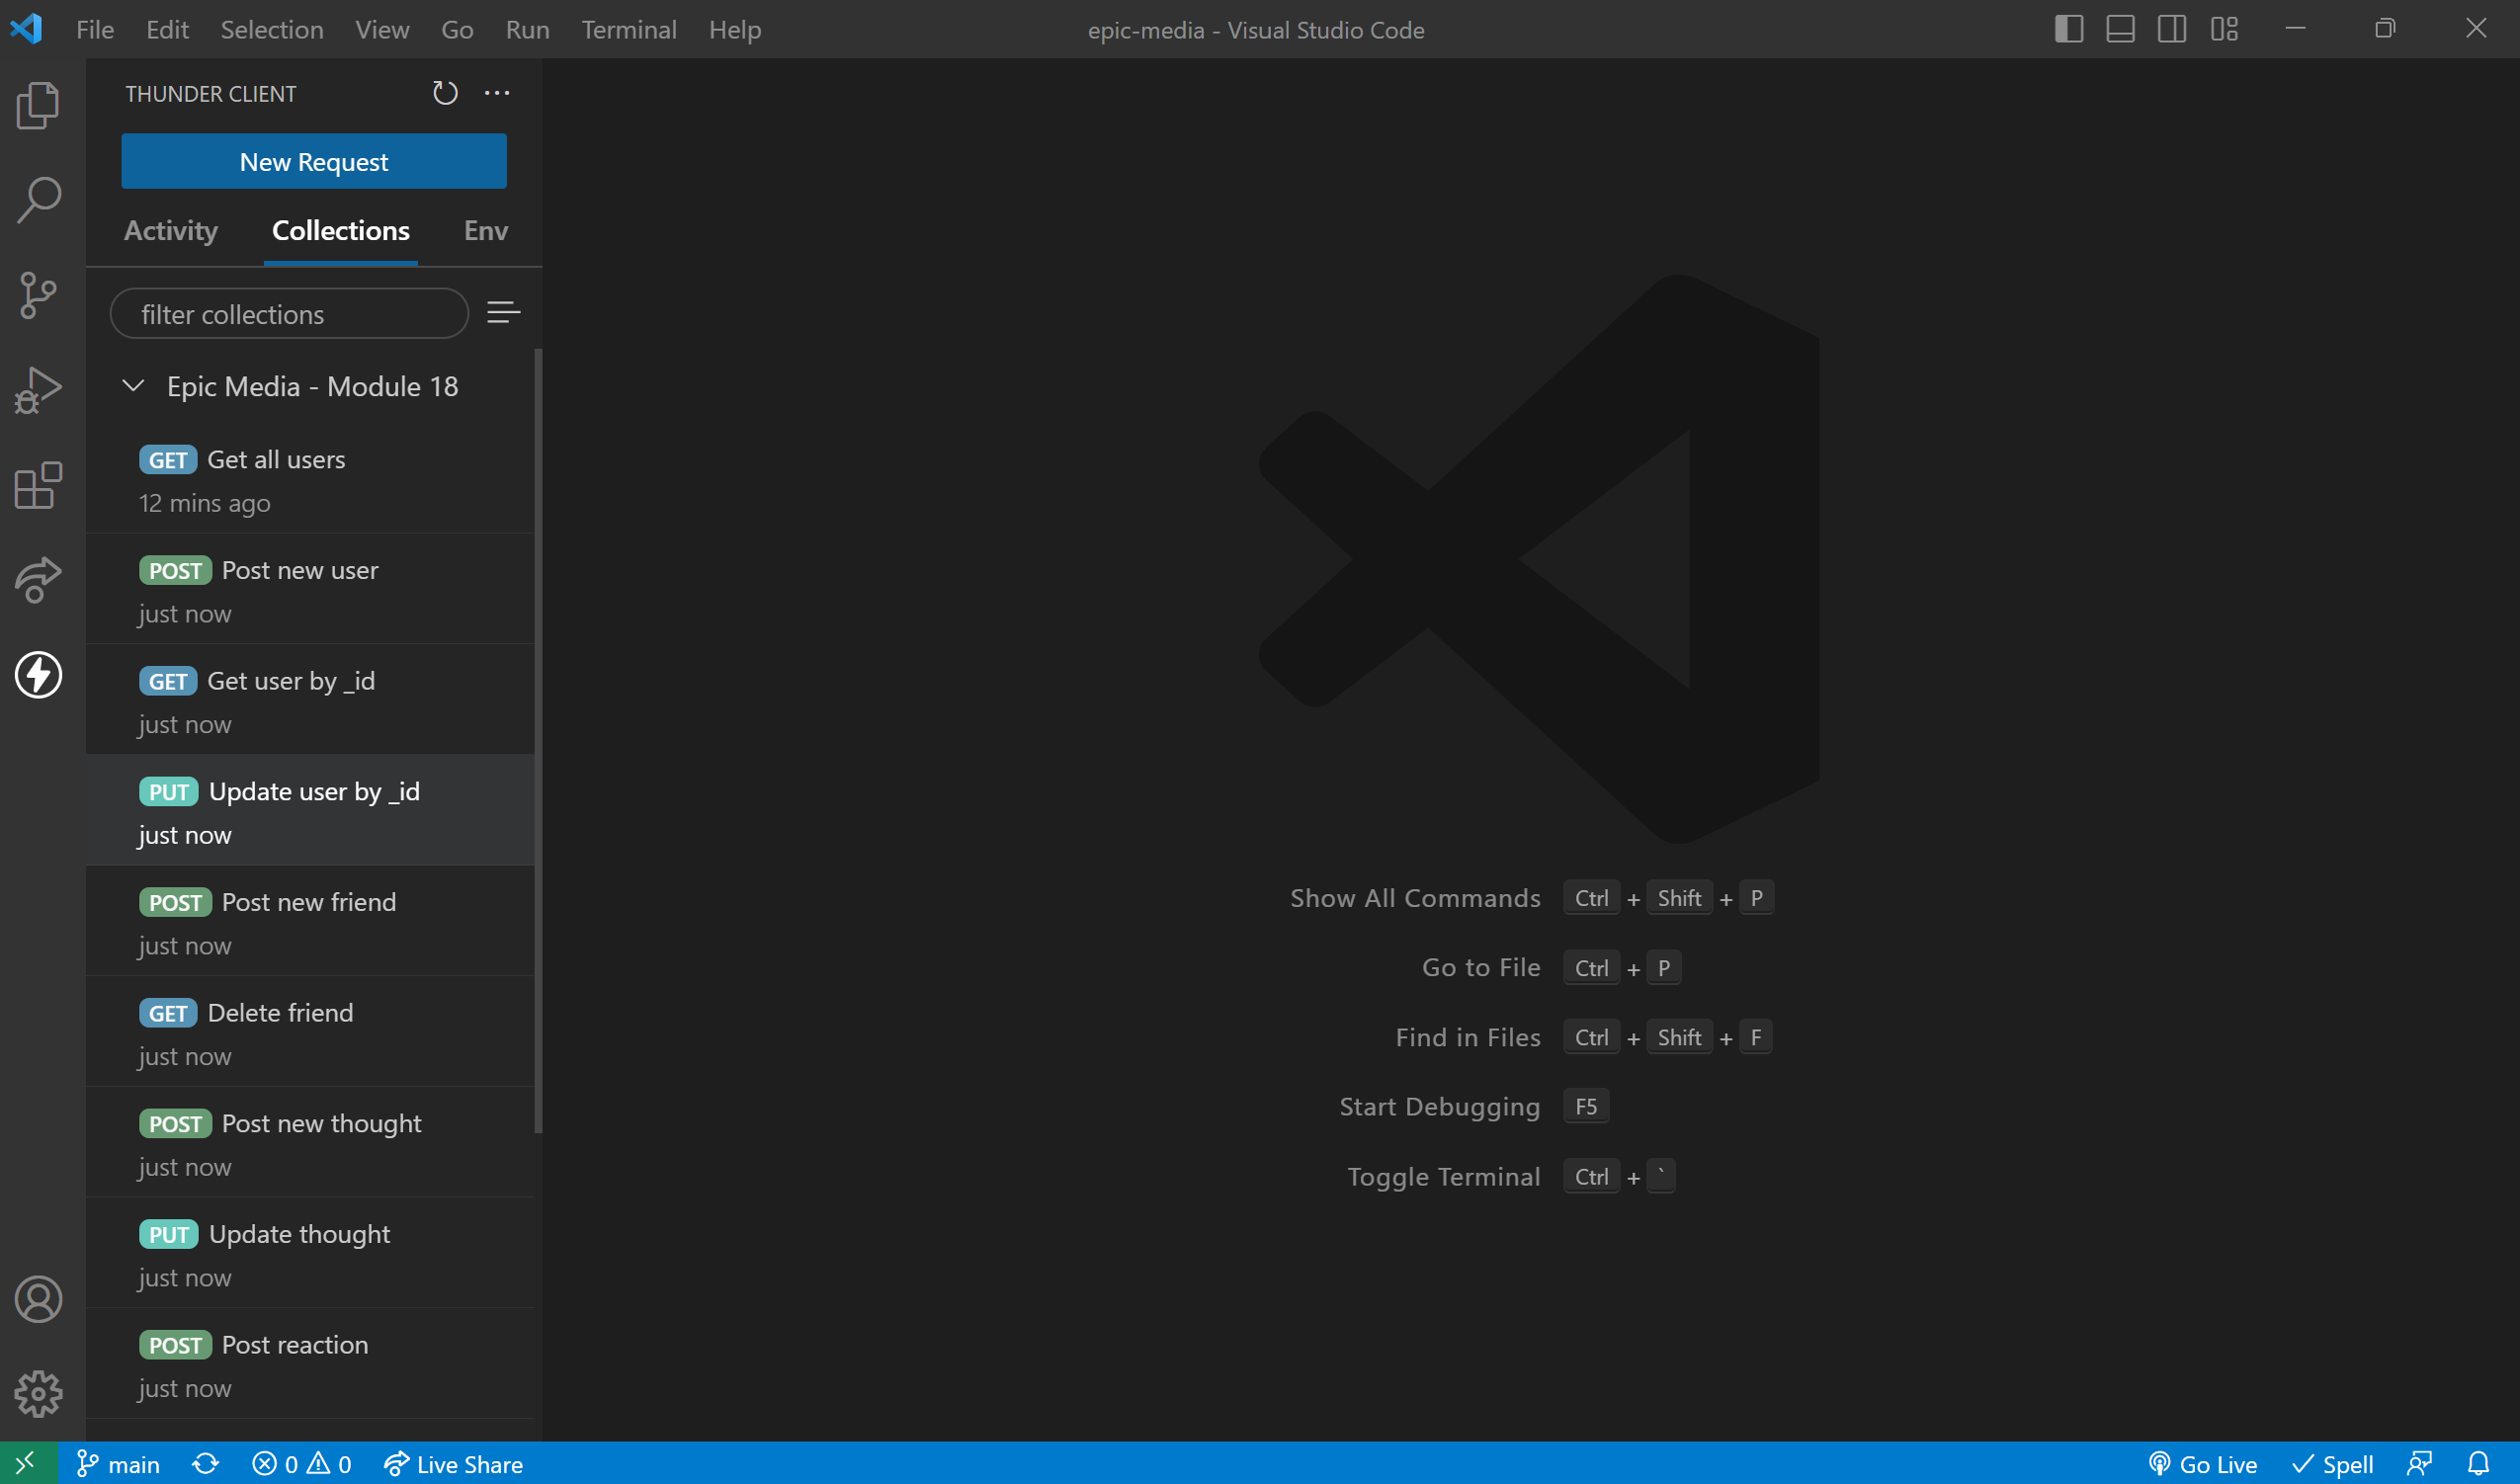 File Edit Selection View Go Run Terminal Help
epic-media - Visual Studio Code
THUNDER CLIENT
New Request
Activity Collections Env
filter collections
Epic Media - Module 18
GET Get all users
12 mins ago
POST Post new user
just now
GET Get user by _id
just now
PUT Update user by _id
just now
POST Post new friend
just now
GET Delete friend
just now
POST Post new thought
just now
PUT Update thought
just now
POST Post reaction
just now
Show All Commands Ctrl + Shift + P
Go to File Ctrl + P
Find in Files Ctrl + Shift + F
Start Debugging F5
Toggle Terminal Ctrl + `
main 0 0 Live Share
Go Live Spell